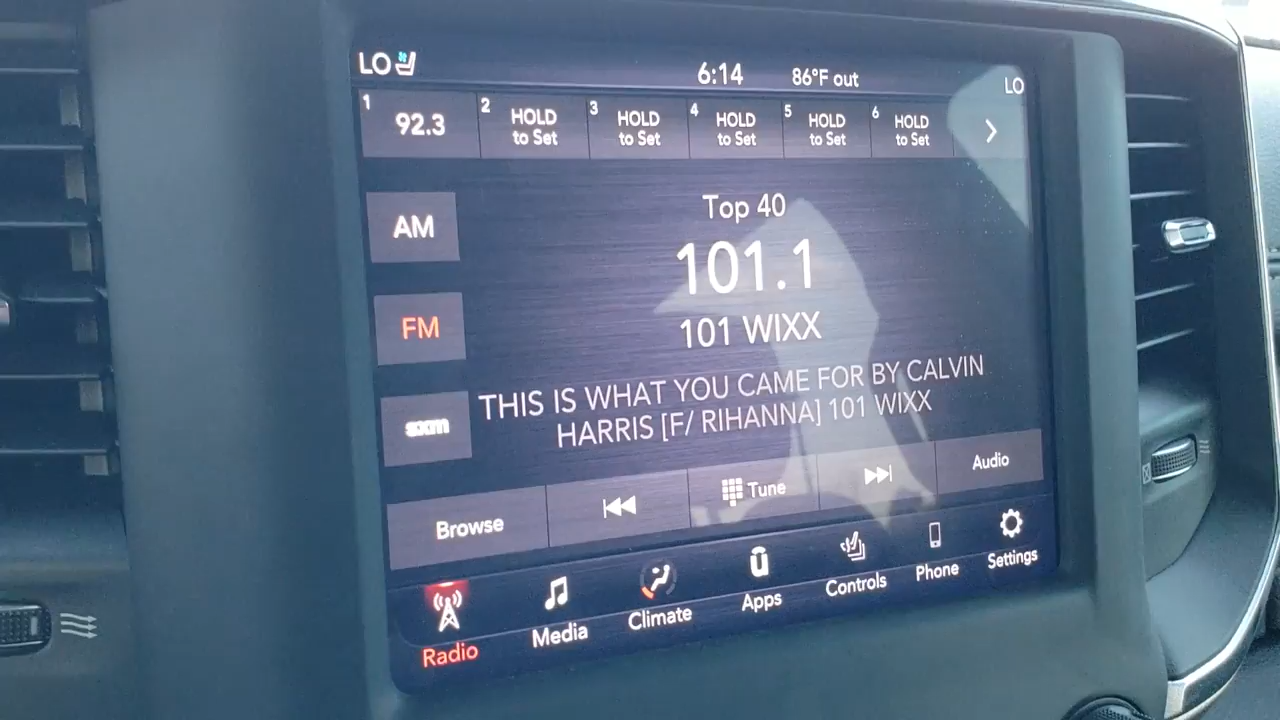 LO
6:14
86°F out
LO
1
92.3
2
HOLD
to Set
3
HOLD
to Set
4
HOLD
to Set
5
HOLD
to Set
6
HOLD
to Set
AM
FM
sxm
Top 40
101.1
101 WIXX
THIS IS WHAT YOU CAME FOR BY CALVIN
HARRIS [F/ RIHANNA] 101 WIXX
Browse
Tune
Audio
Radio
Media
Climate
Apps
Controls
Phone
Settings